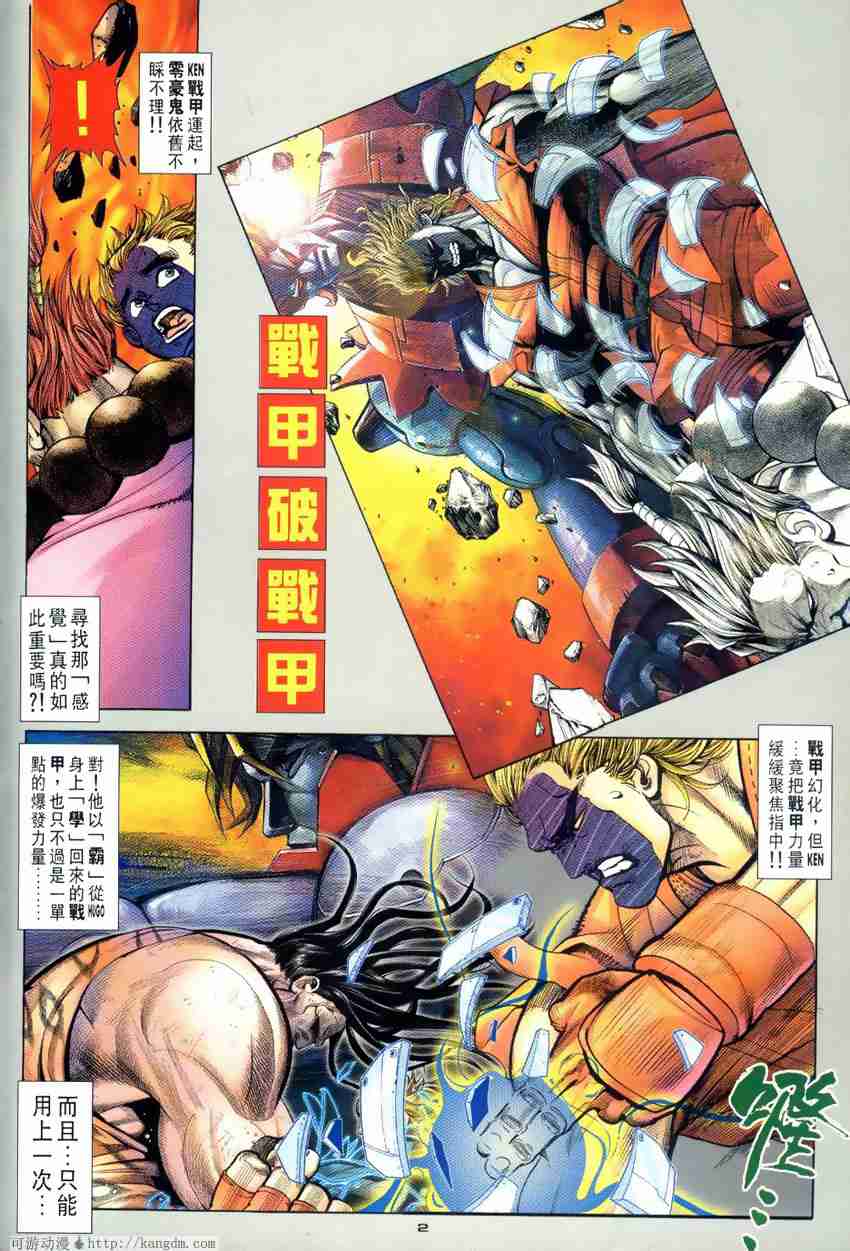 KEN戰甲運起，
零豪鬼依舊不
睬不理!!
!
戰甲破戰甲
尋找那「感
覺」真的如
此重要嗎?!
戰甲幻化，但KEN
…竟把戰甲力量
緩緩聚焦指中!!
對！他以「霸」從HUGO
身上「學」回來的戰
甲，也只不過是一單
點的爆發力量………
而且…只能
用上一次…
2
可游动漫 http://kangdm.com